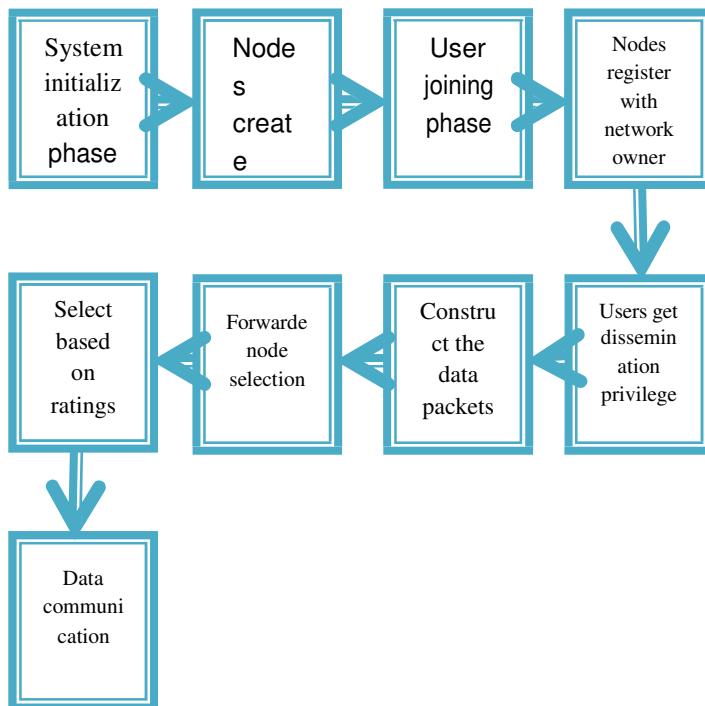 System
initializ
ation
phase
Node
s
creat
e
User
joining
phase
Nodes
register
with
network
owner
Users get
dissemin
ation
privilege
Constru
ct the
data
packets
Forwarde
node
selection
Select
based
on
ratings
Data
communi
cation